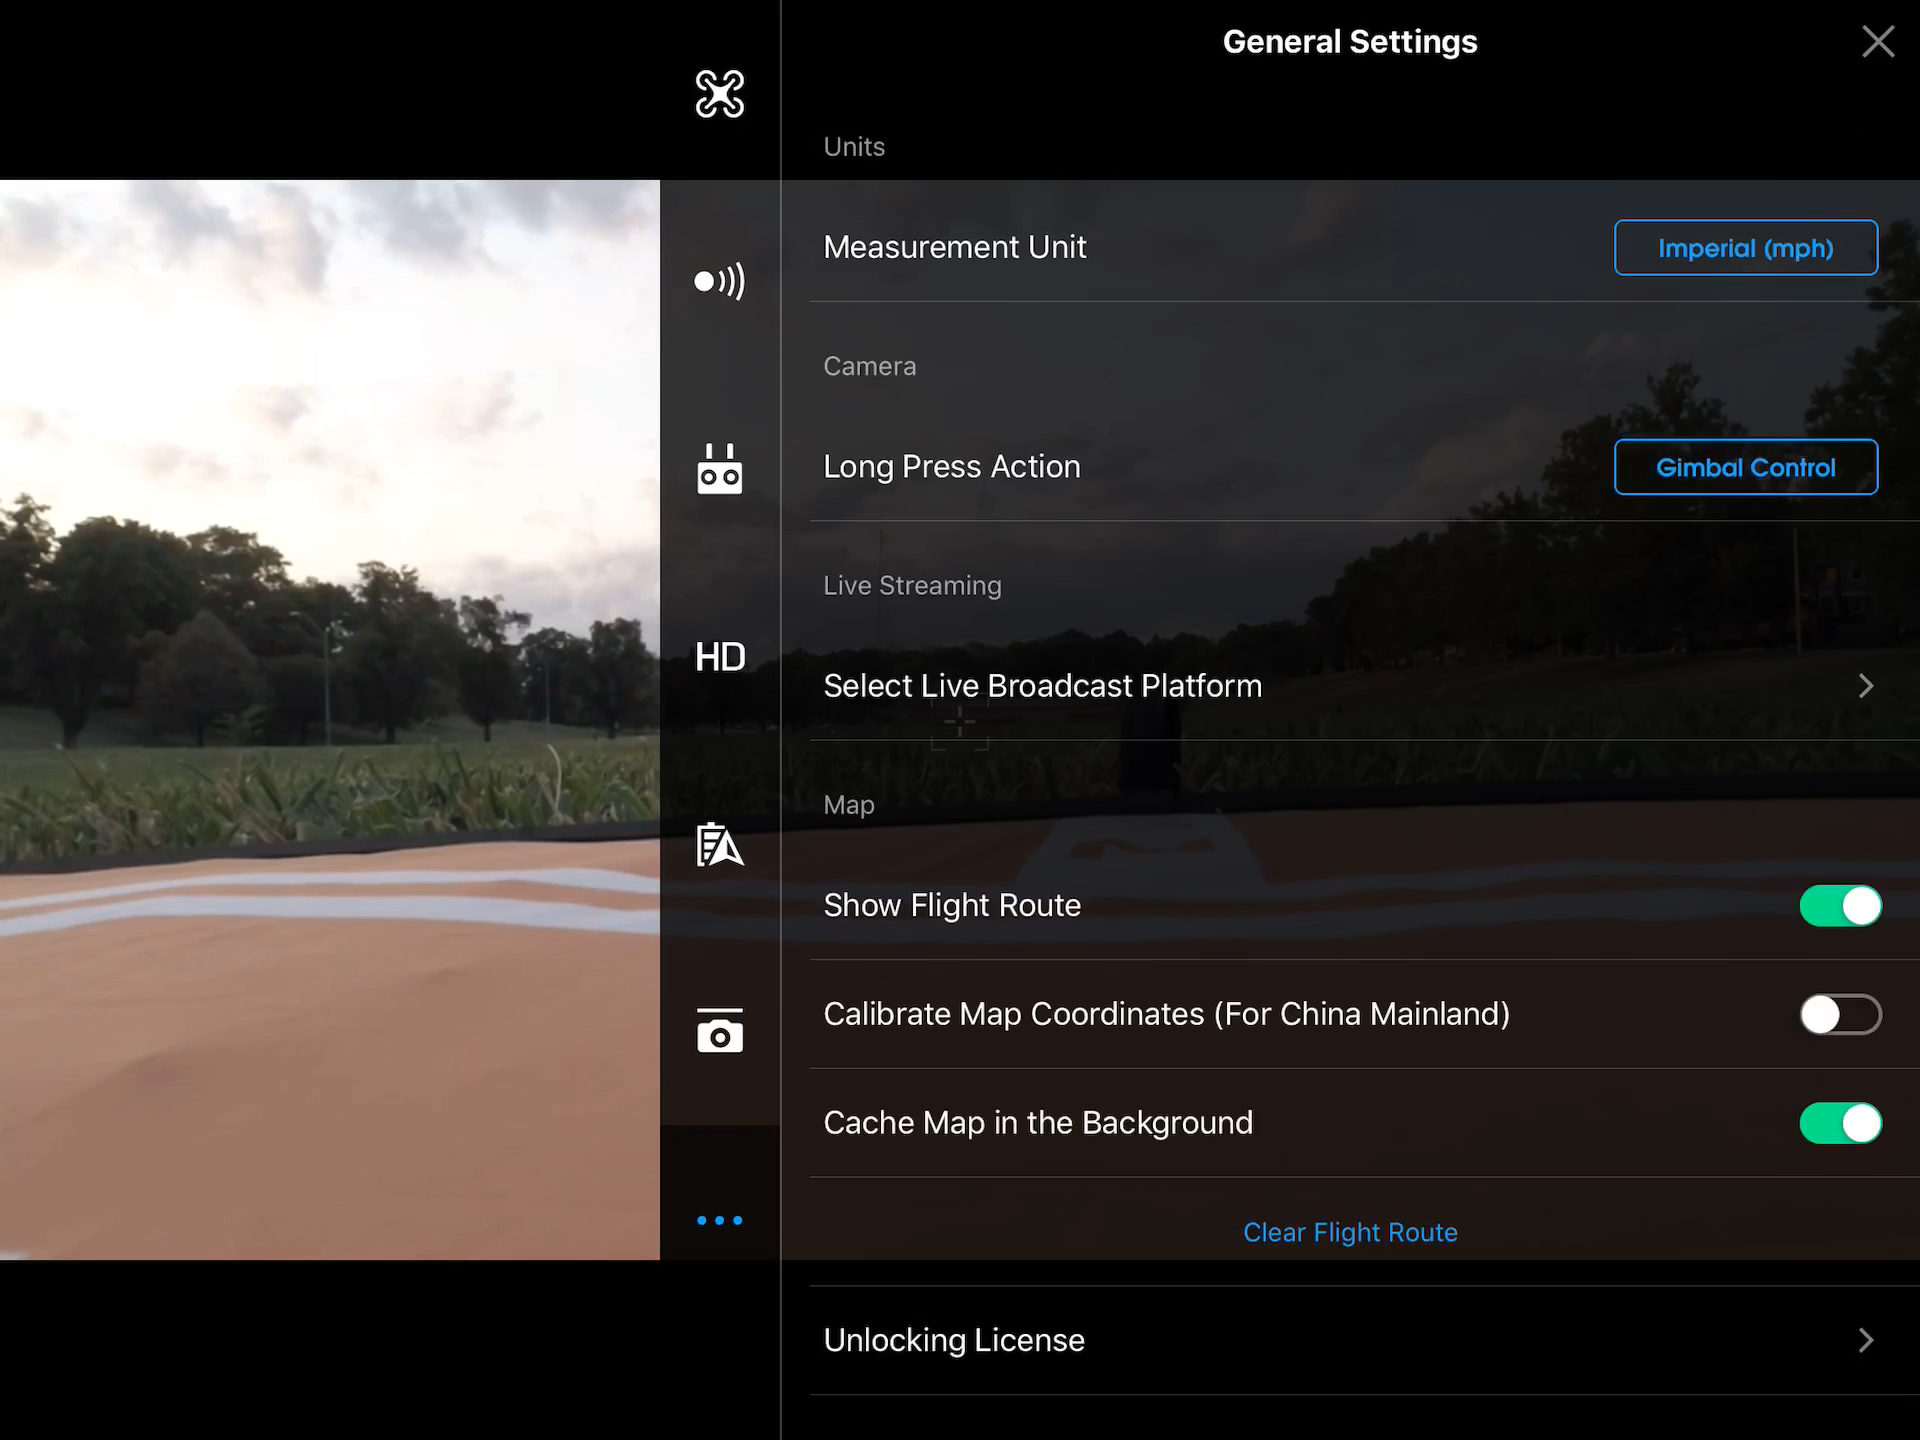 General Settings
Units
Measurement Unit
Imperial (mph)
Camera
Long Press Action
Gimbal Control
Live Streaming
HD
Select Live Broadcast Platform
Map
Show Flight Route
Calibrate Map Coordinates (For China Mainland)
Cache Map in the Background
Clear Flight Route
Unlocking License